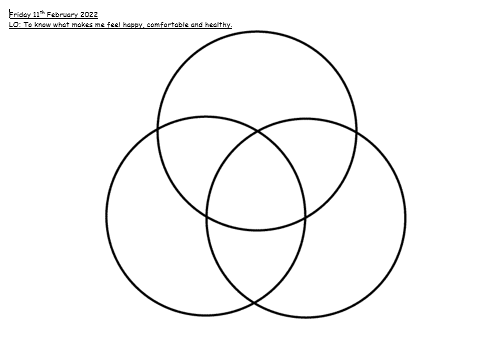 Friday 11th February 2022
LO: To know what makes me feel happy, comfortable and healthy.